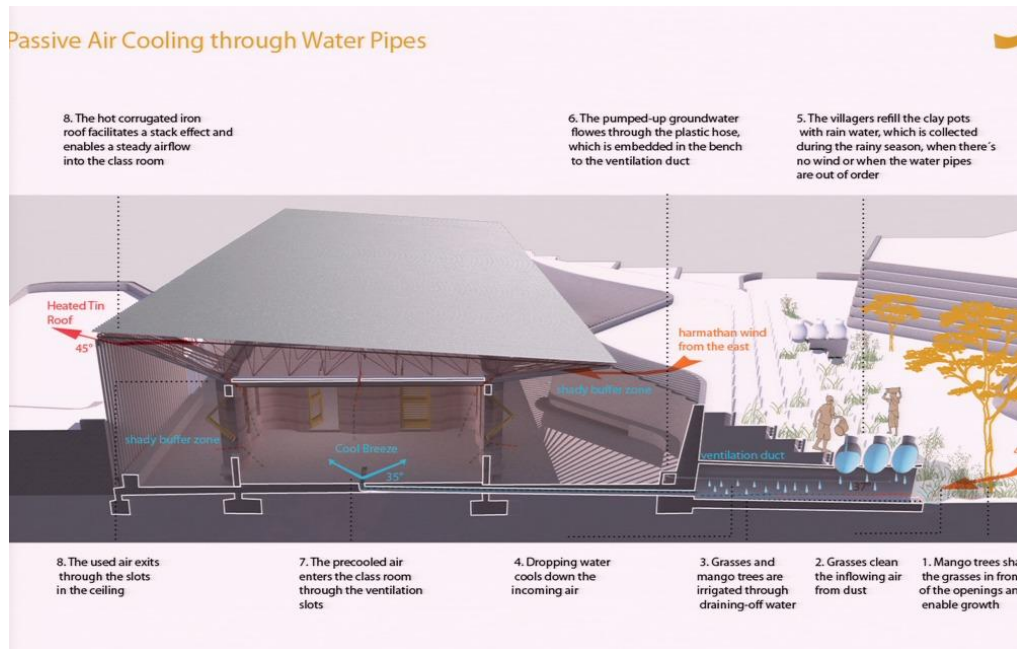 Passive Air Cooling through Water Pipes
8. The hot corrugated iron
roof facilitates a stack effect and
enables a steady airflow
into the class room
6. The pumped-up groundwater
flowes through the plastic hose,
which is embedded in the bench
to the ventilation duct
5. The villagers refill the clay pots
with rain water, which is collected
during the rainy season, when there´s
no wind or when the water pipes
are out of order
Heated Tin
Roof
45°
harmathan wind
from the east
shady buffer zone
shady buffer zone
Cool Breeze
35°
ventilation duct
37°
8. The used air exits
through the slots
in the ceiling
7. The precooled air
enters the class room
through the ventilation
slots
4. Dropping water
cools down the
incoming air
3. Grasses and
mango trees are
irrigated through
draining-off water
2. Grasses clean
the inflowing air
from dust
1. Mango trees sha
the grasses in fron
of the openings an
enable growth